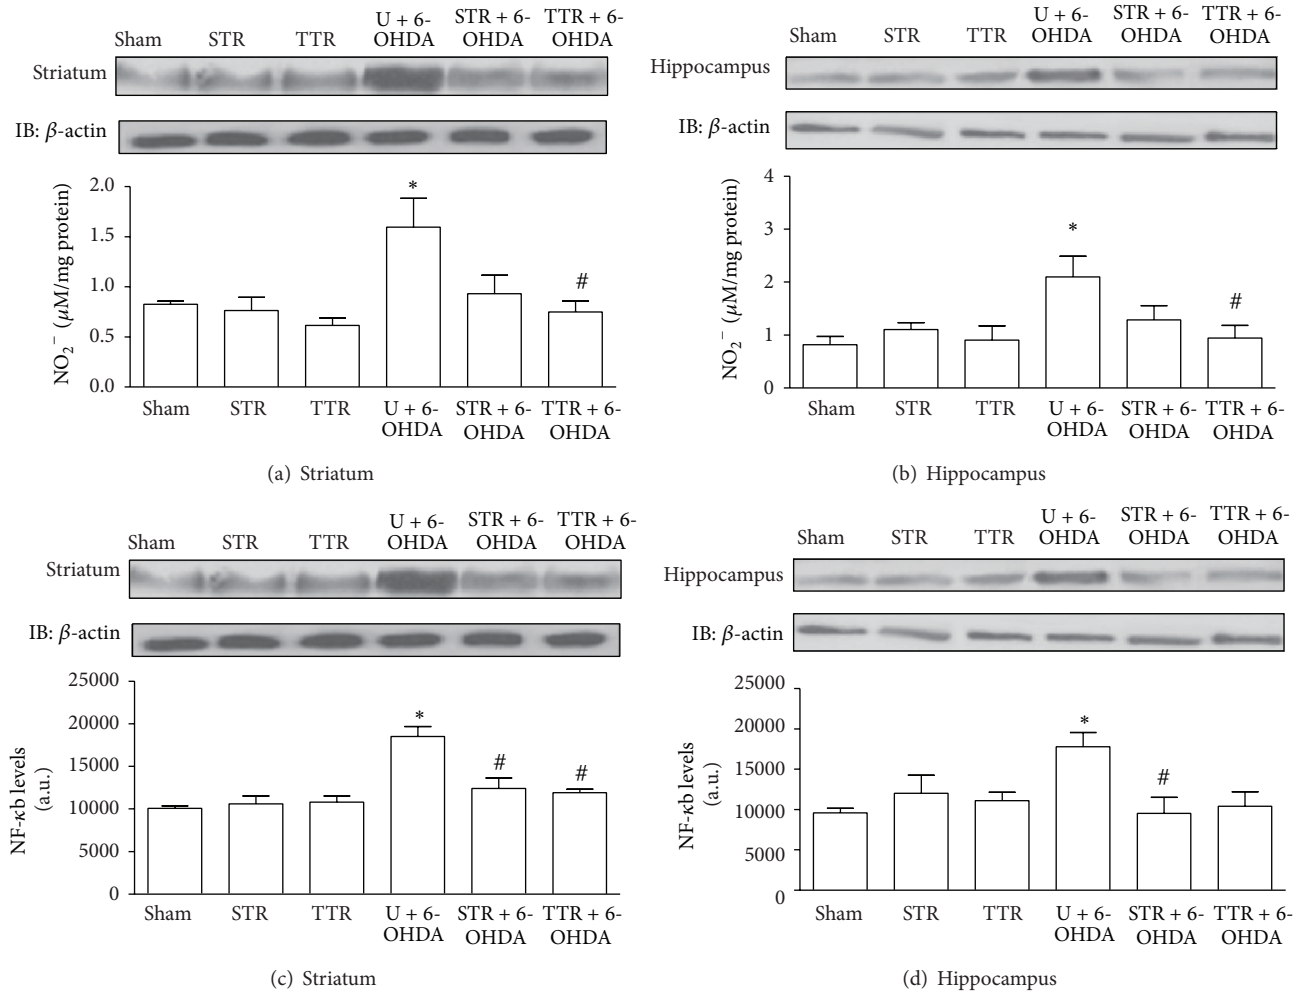 Sham STR TTR U + 6-OHDA STR + 6-OHDA TTR + 6-OHDA
Striatum
IB: β-actin
NO₂⁻ (μM/mg protein)
2.0
*
1.5
1.0
#
0.5
0.0
Sham STR TTR U + 6-OHDA STR + 6-OHDA TTR + 6-OHDA
(a) Striatum
Sham STR TTR U + 6-OHDA STR + 6-OHDA TTR + 6-OHDA
Hippocampus
IB: β-actin
NO₂⁻ (μM/mg protein)
4
3
*
2
#
1
0
Sham STR TTR U + 6-OHDA STR + 6-OHDA TTR + 6-OHDA
(b) Hippocampus
Sham STR TTR U + 6-OHDA STR + 6-OHDA TTR + 6-OHDA
Striatum
IB: β-actin
NF-κb levels
(a.u.)
25000
*
20000
15000
# #
10000
5000
0
Sham STR TTR U + 6-OHDA STR + 6-OHDA TTR + 6-OHDA
(c) Striatum
Sham STR TTR U + 6-OHDA STR + 6-OHDA TTR + 6-OHDA
Hippocampus
IB: β-actin
NF-κb levels
(a.u.)
25000
*
20000
15000
#
10000
5000
0
Sham STR TTR U + 6-OHDA STR + 6-OHDA TTR + 6-OHDA
(d) Hippocampus